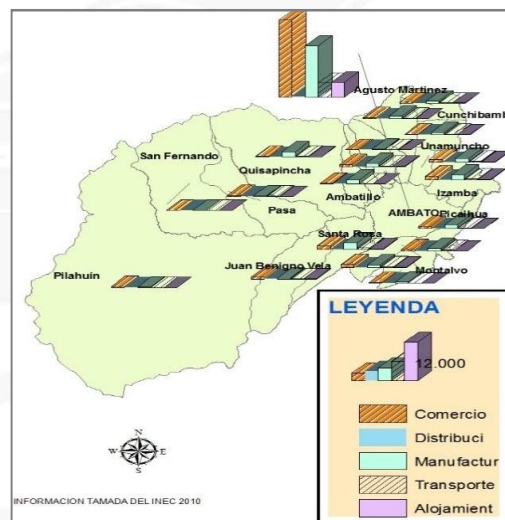 Agusto Martinez
Cunchibamb
San Fernando
Unamuncho
Quisapincha
Izamba
Ambatillo
Pasa
AMBATO
Picaihua
Santa Rosa
Pilahuín
Juan Benigno Vela
Montalvo
LEYENDA
12.000
Comercio
Distribuci
Manufactur
Transporte
Alojamient
N
W E
S
INFORMACION TAMADA DEL INEC 2010